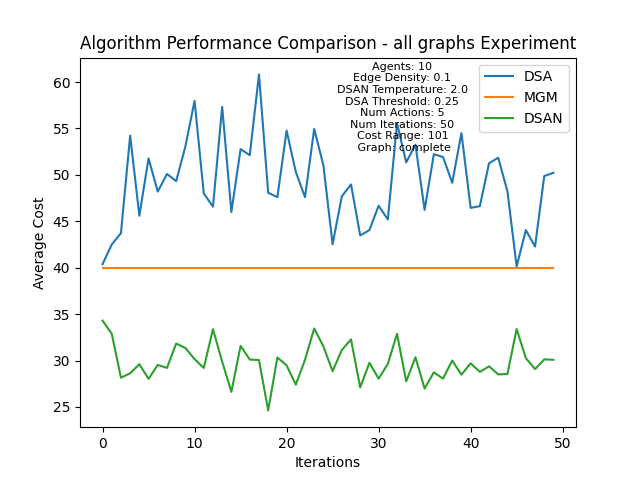 Algorithm Performance Comparison - all graphs Experiment
Agents: 10
Edge Density: 0.1
DSAN Temperature: 2.0
DSA Threshold: 0.25
Num Actions: 5
Num Iterations: 50
Cost Range: 101
Graph: complete
DSA
MGM
DSAN
Average Cost
60
55
50
45
40
35
30
25
0
10
20
30
40
50
Iterations